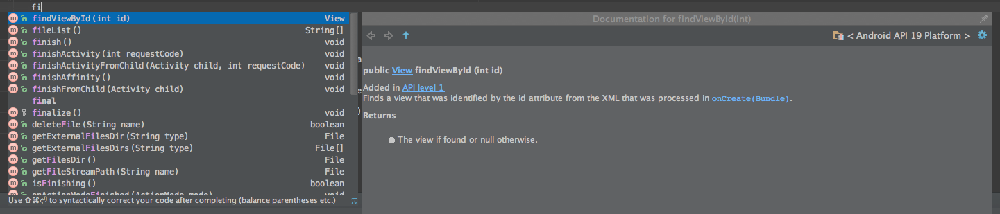 fi
findViewById(int id) View
fileList() String[]
finish() void
finishActivity(int requestCode) void
finishActivityFromChild(Activity child, int requestCode) void
finishAffinity() void
finishFromChild(Activity child) void
final
finalize() void
deleteFile(String name) boolean
getExternalFilesDir(String type) File
getExternalFilesDirs(String type) File[]
getFilesDir() File
getFileStreamPath(String name) File
isFinishing() boolean
onActionModeFinished(ActionMode mode) void
Use ⇧⌘⏎ to syntactically correct your code after completing (balance parentheses etc.) π
Documentation for findViewById(int)
< Android API 19 Platform >
public View findViewById (int id)
Added in API level 1
Finds a view that was identified by the id attribute from the XML that was processed in onCreate(Bundle).
Returns
The view if found or null otherwise.